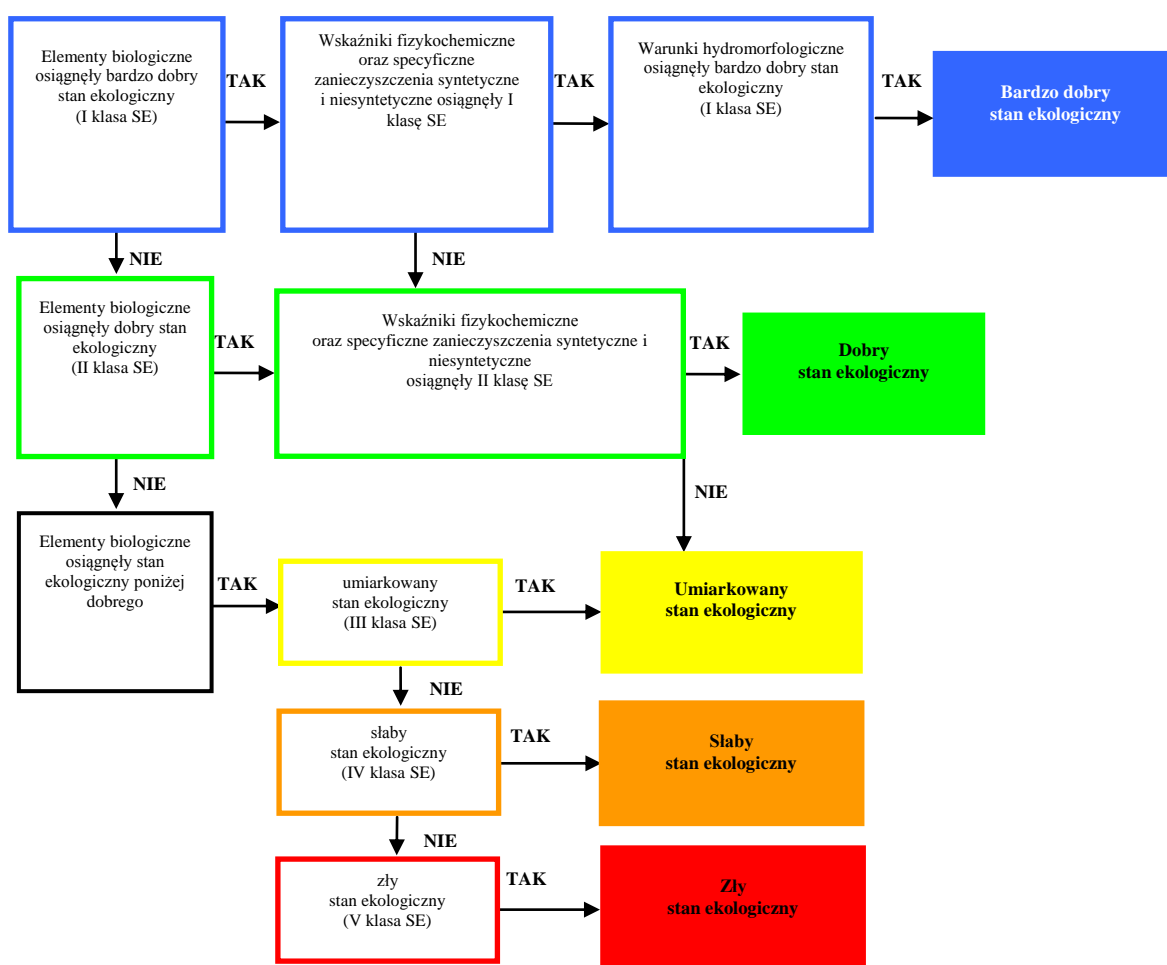 Elementy biologiczne
osiągnęły bardzo dobry
stan ekologiczny
(I klasa SE)
TAK
Wskaźniki fizykochemiczne
oraz specyficzne
zanieczyszczenia syntetyczne
i niesyntetyczne osiągnęły I
klasę SE
TAK
Warunki hydromorfologiczne
osiągnęły bardzo dobry stan
ekologiczny
(I klasa SE)
TAK
Bardzo dobry
stan ekologiczny
NIE
NIE
Elementy biologiczne
osiągnęły dobry stan
ekologiczny
(II klasa SE)
TAK
Wskaźniki fizykochemiczne
oraz specyficzne zanieczyszczenia syntetyczne i
niesyntetyczne
osiągnęły II klasę SE
TAK
Dobry
stan ekologiczny
NIE
NIE
Elementy biologiczne
osiągnęły stan
ekologiczny poniżej
dobrego
TAK
umiarkowany
stan ekologiczny
(III klasa SE)
TAK
Umiarkowany
stan ekologiczny
NIE
słaby
stan ekologiczny
(IV klasa SE)
TAK
Słaby
stan ekologiczny
NIE
zły
stan ekologiczny
(V klasa SE)
TAK
Zły
stan ekologiczny